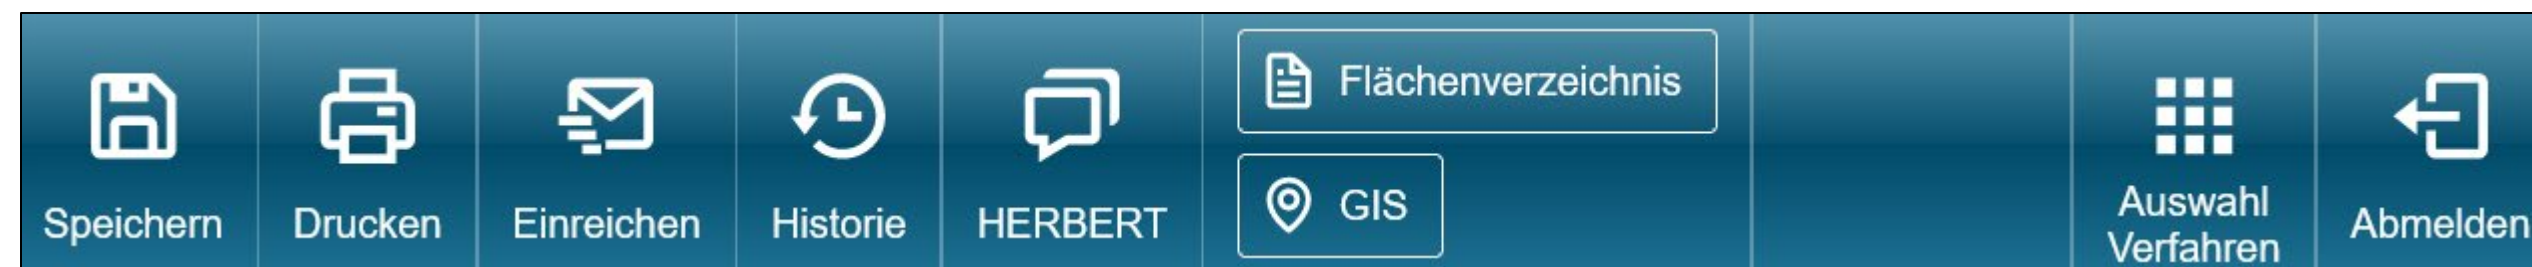 Speichern
Drucken
Einreichen
Historie
HERBERT
Flächenverzeichnis
GIS
Auswahl
Verfahren
Abmelden